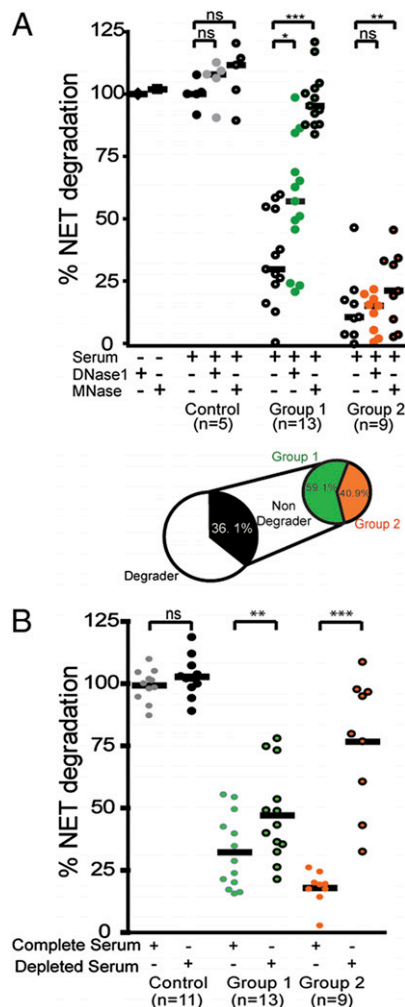 A
ns
***
**
ns
*
ns
% NET degradation
125
100
75
50
25
0
Serum - - + + + + + + + + +
DNase1 + - - + - - + - - + -
MNase - + - - + - - + - - +
Control Group 1 Group 2
(n=5) (n=13) (n=9)
Group 1
59.1%
40.9%
Non
Degrader
Group 2
36. 1%
Degrader
B
ns
**
***
% NET degradation
125
100
75
50
25
0
Complete Serum + - + - + -
Depleted Serum - + - + - +
Control Group 1 Group 2
(n=11) (n=13) (n=9)